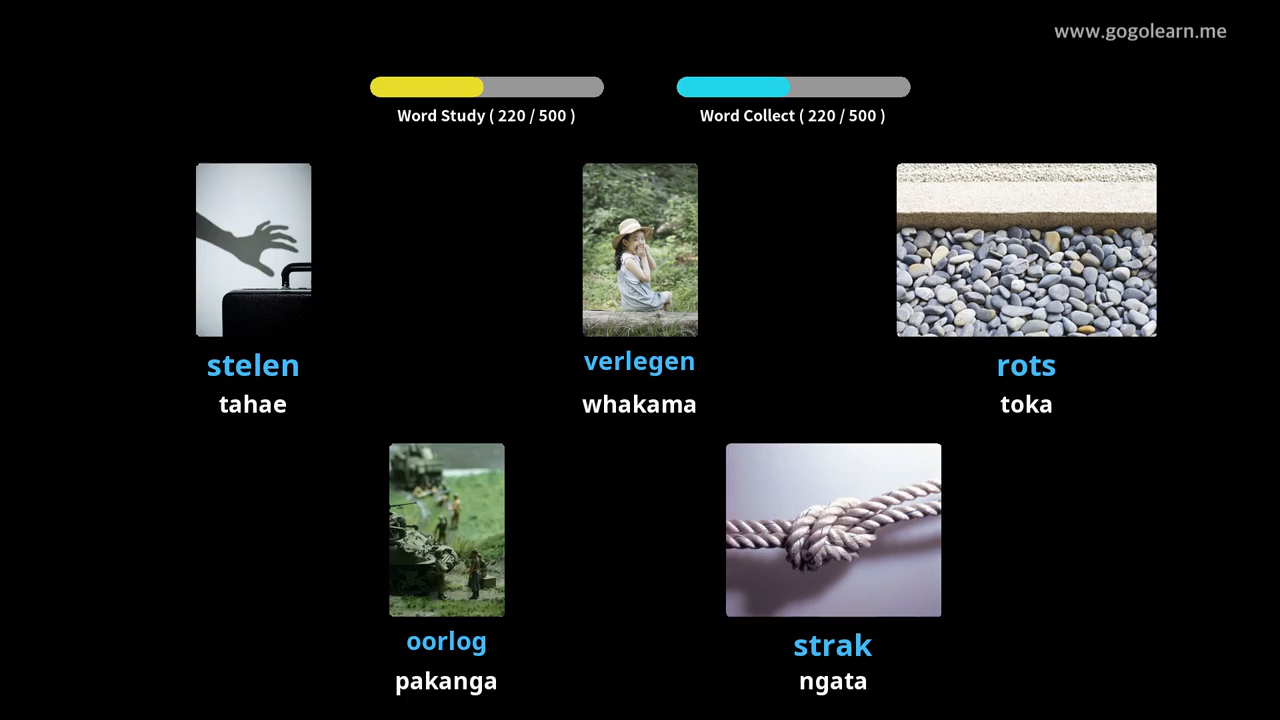 www.gogolearn.me
Word Study ( 220 / 500 )
Word Collect ( 220 / 500 )
stelen
tahae
verlegen
whakama
rots
toka
oorlog
pakanga
strak
ngata